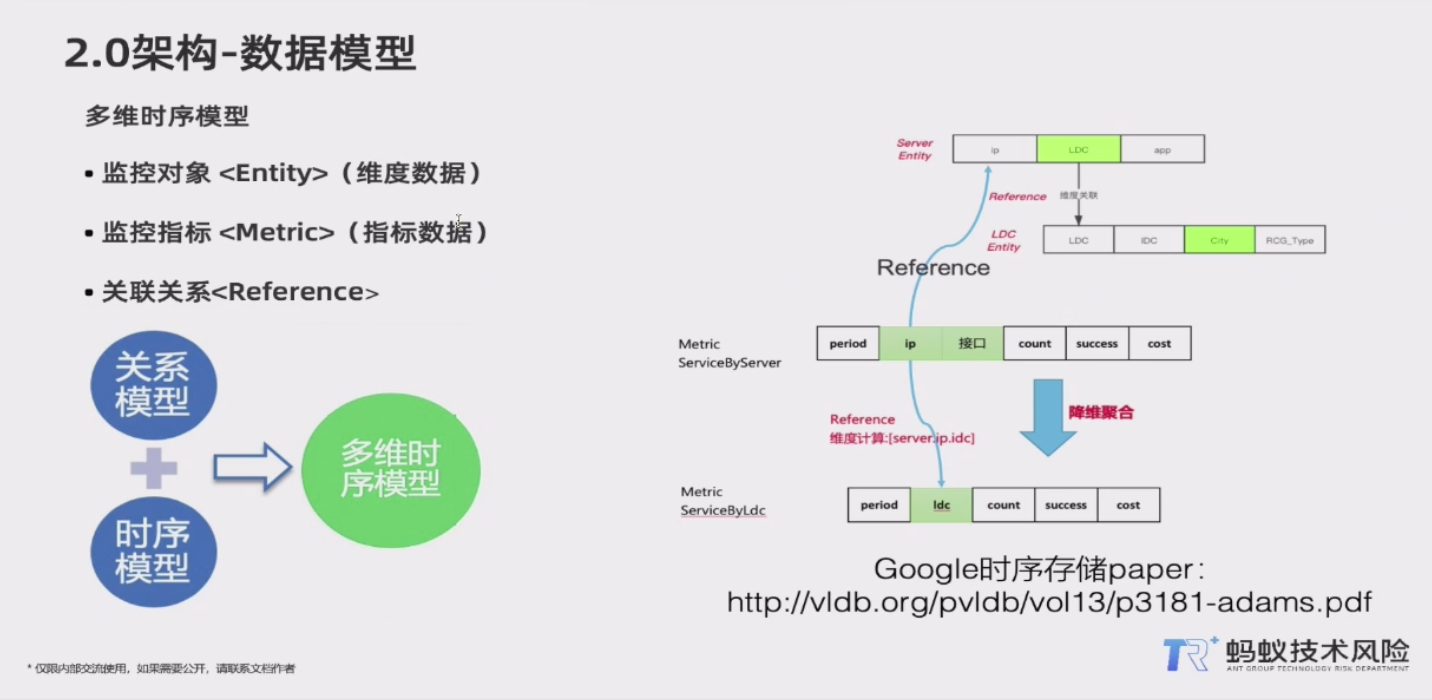 2.0架构-数据模型
多维时序模型
▪ 监控对象 <Entity>（维度数据）
▪ 监控指标 <Metric>（指标数据）
▪ 关联关系<Reference>
关系
模型
时序
模型
多维时
序模型
Server
Entity
ip
LDC
app
Reference
维度关联
LDC
Entity
LDC
IDC
City
RCG_Type
Reference
Metric
ServiceByServer
period
ip
接口
count
success
cost
Reference
维度计算:[server.ip.idc]
降维聚合
Metric
ServiceByLdc
period
ldc
count
success
cost
Google时序存储paper：
http://vldb.org/pvldb/vol13/p3181-adams.pdf
* 仅限内部交流使用，如果需要公开，请联系文档作者
TR+ 蚂蚁技术风险
ANT GROUP TECHNOLOGY RISK DEPARTMENT